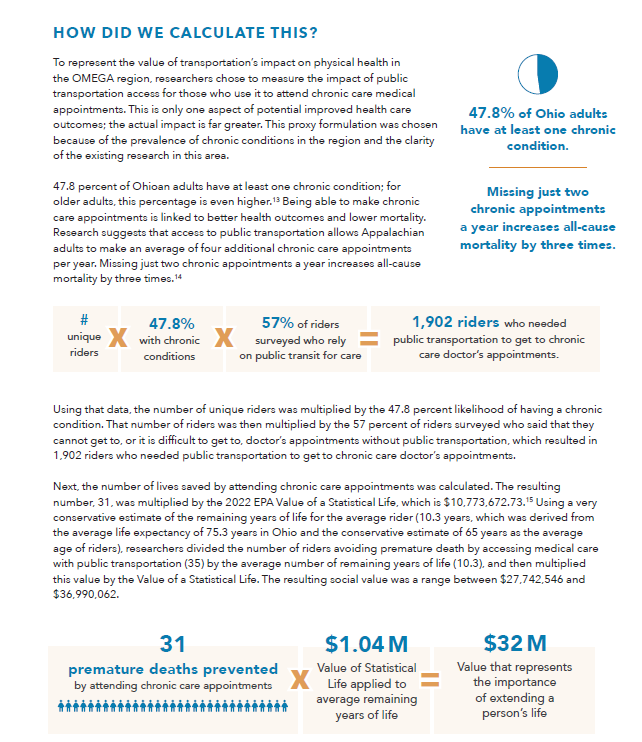 HOW DID WE CALCULATE THIS?
To represent the value of transportation's impact on physical health in
the OMEGA region, researchers chose to measure the impact of public
transportation access for those who use it to attend chronic care medical
appointments. This is only one aspect of potential improved health care
outcomes; the actual impact is far greater. This proxy formulation was chosen
because of the prevalence of chronic conditions in the region and the clarity
of the existing research in this area.
47.8 percent of Ohioan adults have at least one chronic condition; for
older adults, this percentage is even higher.¹³ Being able to make chronic
care appointments is linked to better health outcomes and lower mortality.
Research suggests that access to public transportation allows Appalachian
adults to make an average of four additional chronic care appointments
per year. Missing just two chronic appointments a year increases all-cause
mortality by three times.¹⁴
47.8% of Ohio adults
have at least one chronic
condition.
Missing just two
chronic appointments
a year increases all-cause
mortality by three times.
#
unique
riders
X
47.8%
with chronic
conditions
X
57% of riders
surveyed who rely
on public transit for care
=
1,902 riders who needed
public transportation to get to chronic
care doctor's appointments.
Using that data, the number of unique riders was multiplied by the 47.8 percent likelihood of having a chronic
condition. That number of riders was then multiplied by the 57 percent of riders surveyed who said that they
cannot get to, or it is difficult to get to, doctor's appointments without public transportation, which resulted in
1,902 riders who needed public transportation to get to chronic care doctor's appointments.
Next, the number of lives saved by attending chronic care appointments was calculated. The resulting
number, 31, was multiplied by the 2022 EPA Value of a Statistical Life, which is $10,773,672.73.¹⁵ Using a very
conservative estimate of the remaining years of life for the average rider (10.3 years, which was derived from
the average life expectancy of 75.3 years in Ohio and the conservative estimate of 65 years as the average
age of riders), researchers divided the number of riders avoiding premature death by accessing medical care
with public transportation (35) by the average number of remaining years of life (10.3), and then multiplied
this value by the Value of a Statistical Life. The resulting social value was a range between $27,742,546 and
$36,990,062.
31
premature deaths prevented
by attending chronic care appointments
X
$1.04 M
Value of Statistical
Life applied to
average remaining
years of life
=
$32 M
Value that represents
the importance
of extending a
person's life